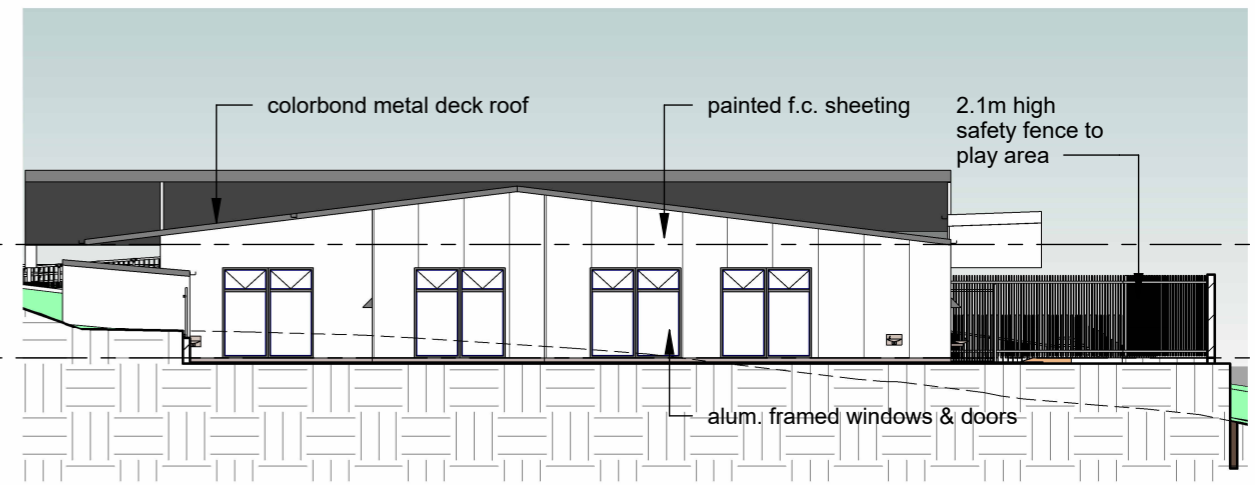 colorbond metal deck roof
painted f.c. sheeting
2.1m high
safety fence to
play area
alum. framed windows & doors